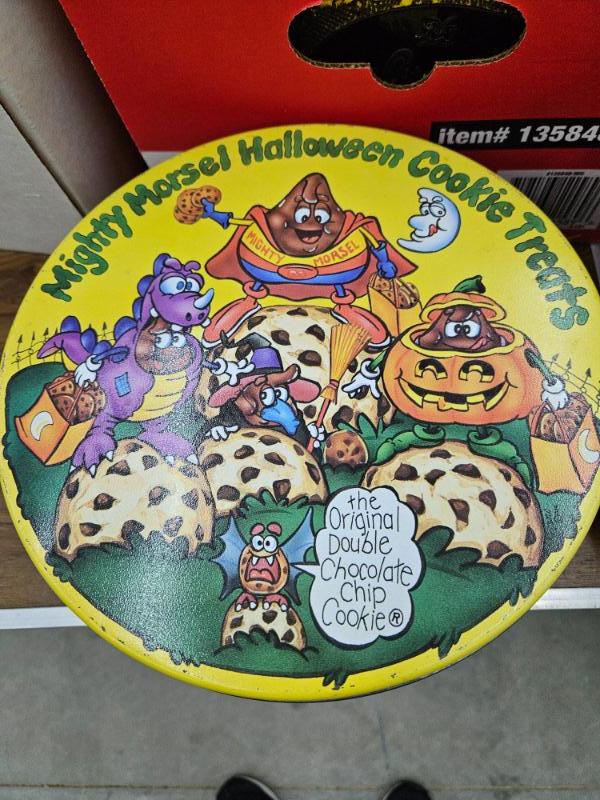 item# 13584
Mighty Morsel Halloween Cookie Treats
MIGHTY MORSEL
the
Original
Double
Chocolate
Chip
Cookie®